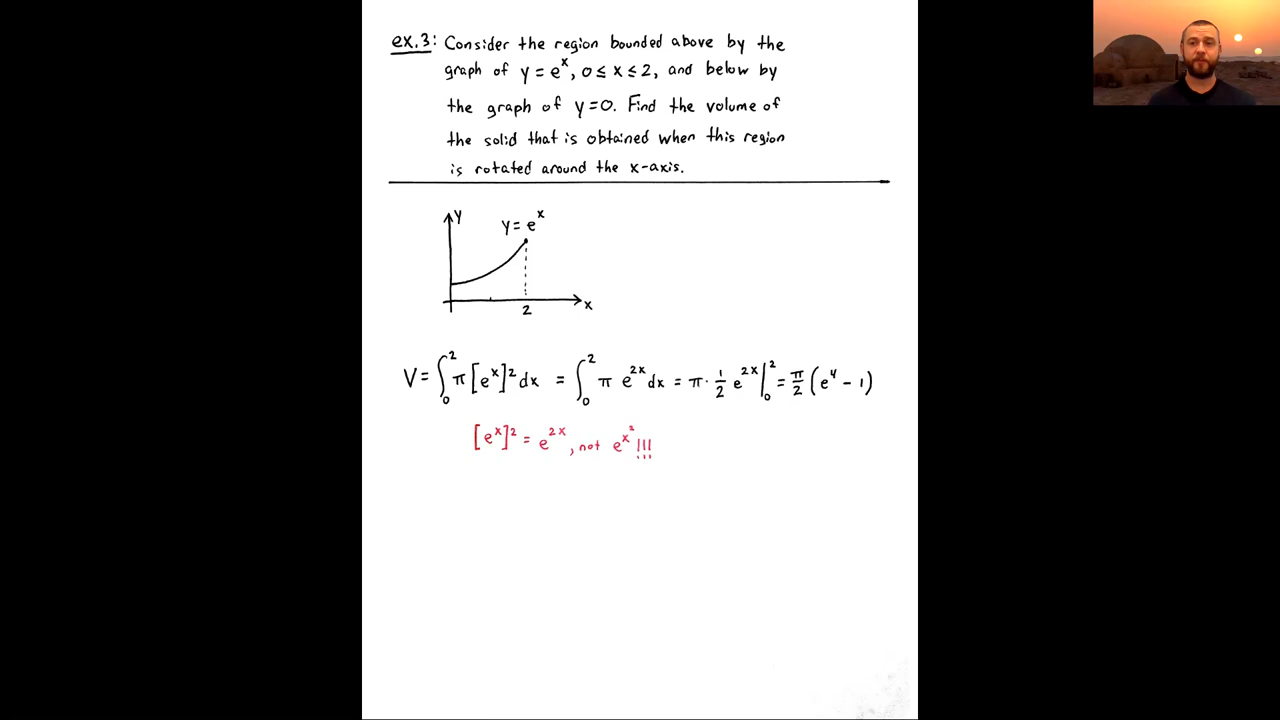 ex.3: Consider the region bounded above by the
graph of y = e^x, 0 ≤ x ≤ 2, and below by
the graph of y=0. Find the volume of
the solid that is obtained when this region
is rotated around the x-axis.
y
y = e^x
x
2
V = ∫_0^2 π [e^x]^2 dx = ∫_0^2 π e^{2x} dx = π · 1/2 e^{2x} |_0^2 = π/2 (e^4 - 1)
[e^x]^2 = e^{2x}, not e^{x^2} !!!